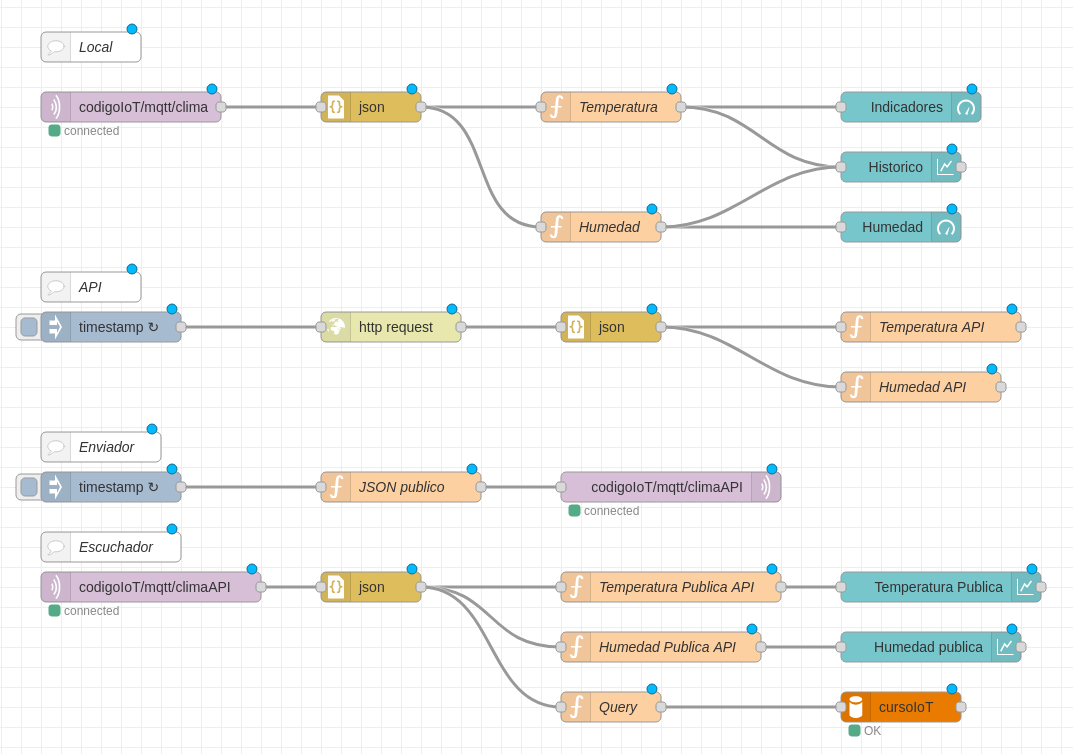 Local
codigoIoT/mqtt/clima
json
Temperatura
Indicadores
connected
Historico
Humedad
Humedad
API
timestamp ↻
http request
json
Temperatura API
Humedad API
Enviador
timestamp ↻
JSON publico
codigoIoT/mqtt/climaAPI
connected
Escuchador
codigoIoT/mqtt/climaAPI
json
Temperatura Publica API
Temperatura Publica
connected
Humedad Publica API
Humedad publica
Query
cursoIoT
OK